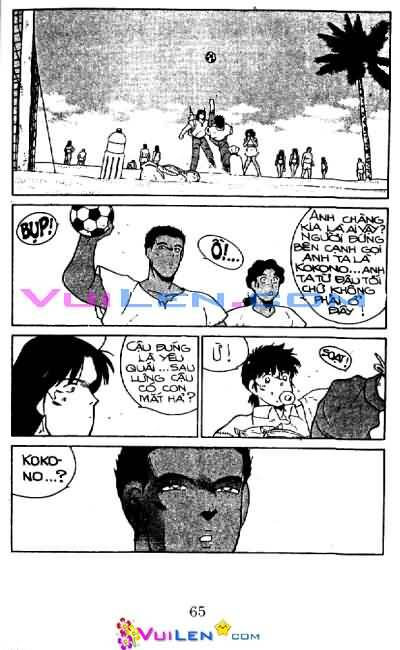 BỤP!
Ồ!...
ANH CHÀNG
KIA LÀ AI VẬY?
NGƯỜI ĐỨNG
BÊN CẠNH GỌI
ANH TA LÀ
KOKONO...ANH
TA TỪ ĐÂU TỚI
CHỨ KHÔNG
PHẢI Ở
ĐÂY
VUILEN.COM
CẬU ĐÚNG
LÀ YÊU
QUÁI...SAU
LƯNG CẬU
CÓ CON
MẮT HẢ?
Ừ!
SOẠT!
KOKO-
NO...?
65
VUILEN.COM